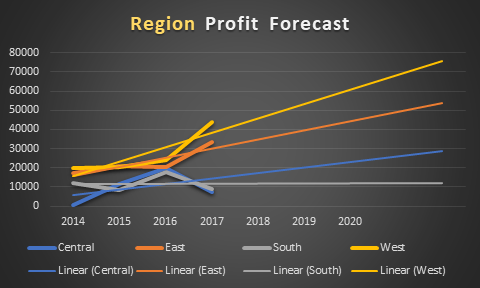 Region Profit Forecast
80000
70000
60000
50000
40000
30000
20000
10000
0
2014 2015 2016 2017 2018 2019 2020
Central East South West
Linear (Central) Linear (East) Linear (South) Linear (West)